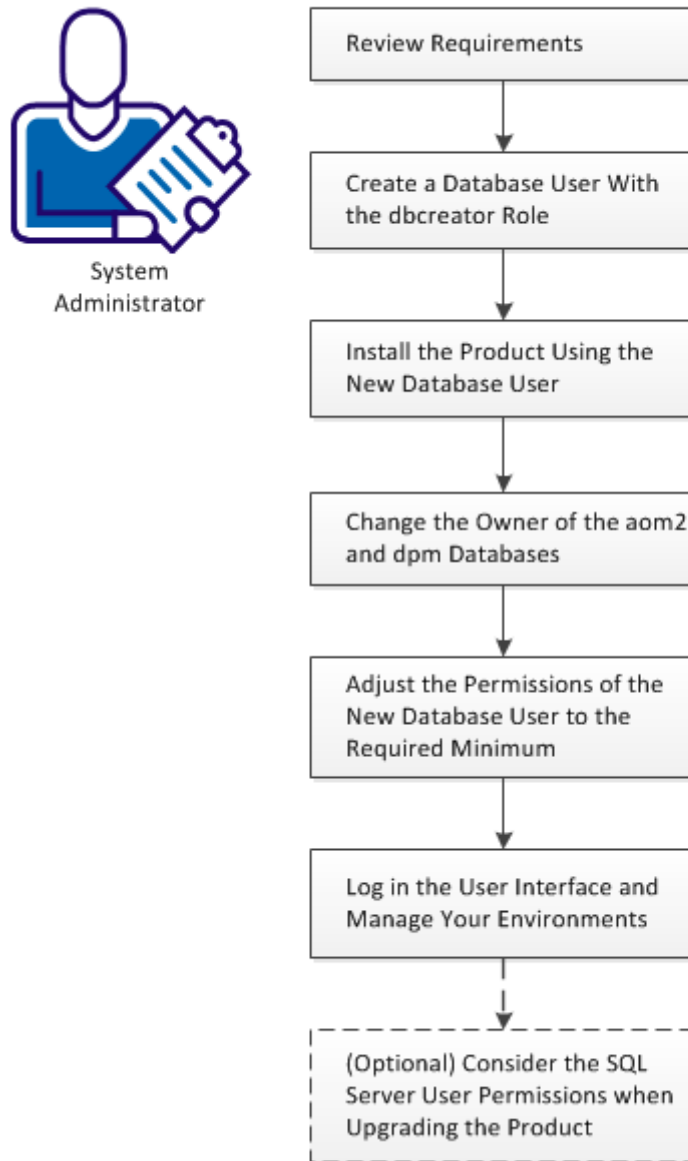 System
Administrator
Review Requirements
Create a Database User With
the dbcreator Role
Install the Product Using the
New Database User
Change the Owner of the aom2
and dpm Databases
Adjust the Permissions of the
New Database User to the
Required Minimum
Log in the User Interface and
Manage Your Environments
(Optional) Consider the SQL
Server User Permissions when
Upgrading the Product